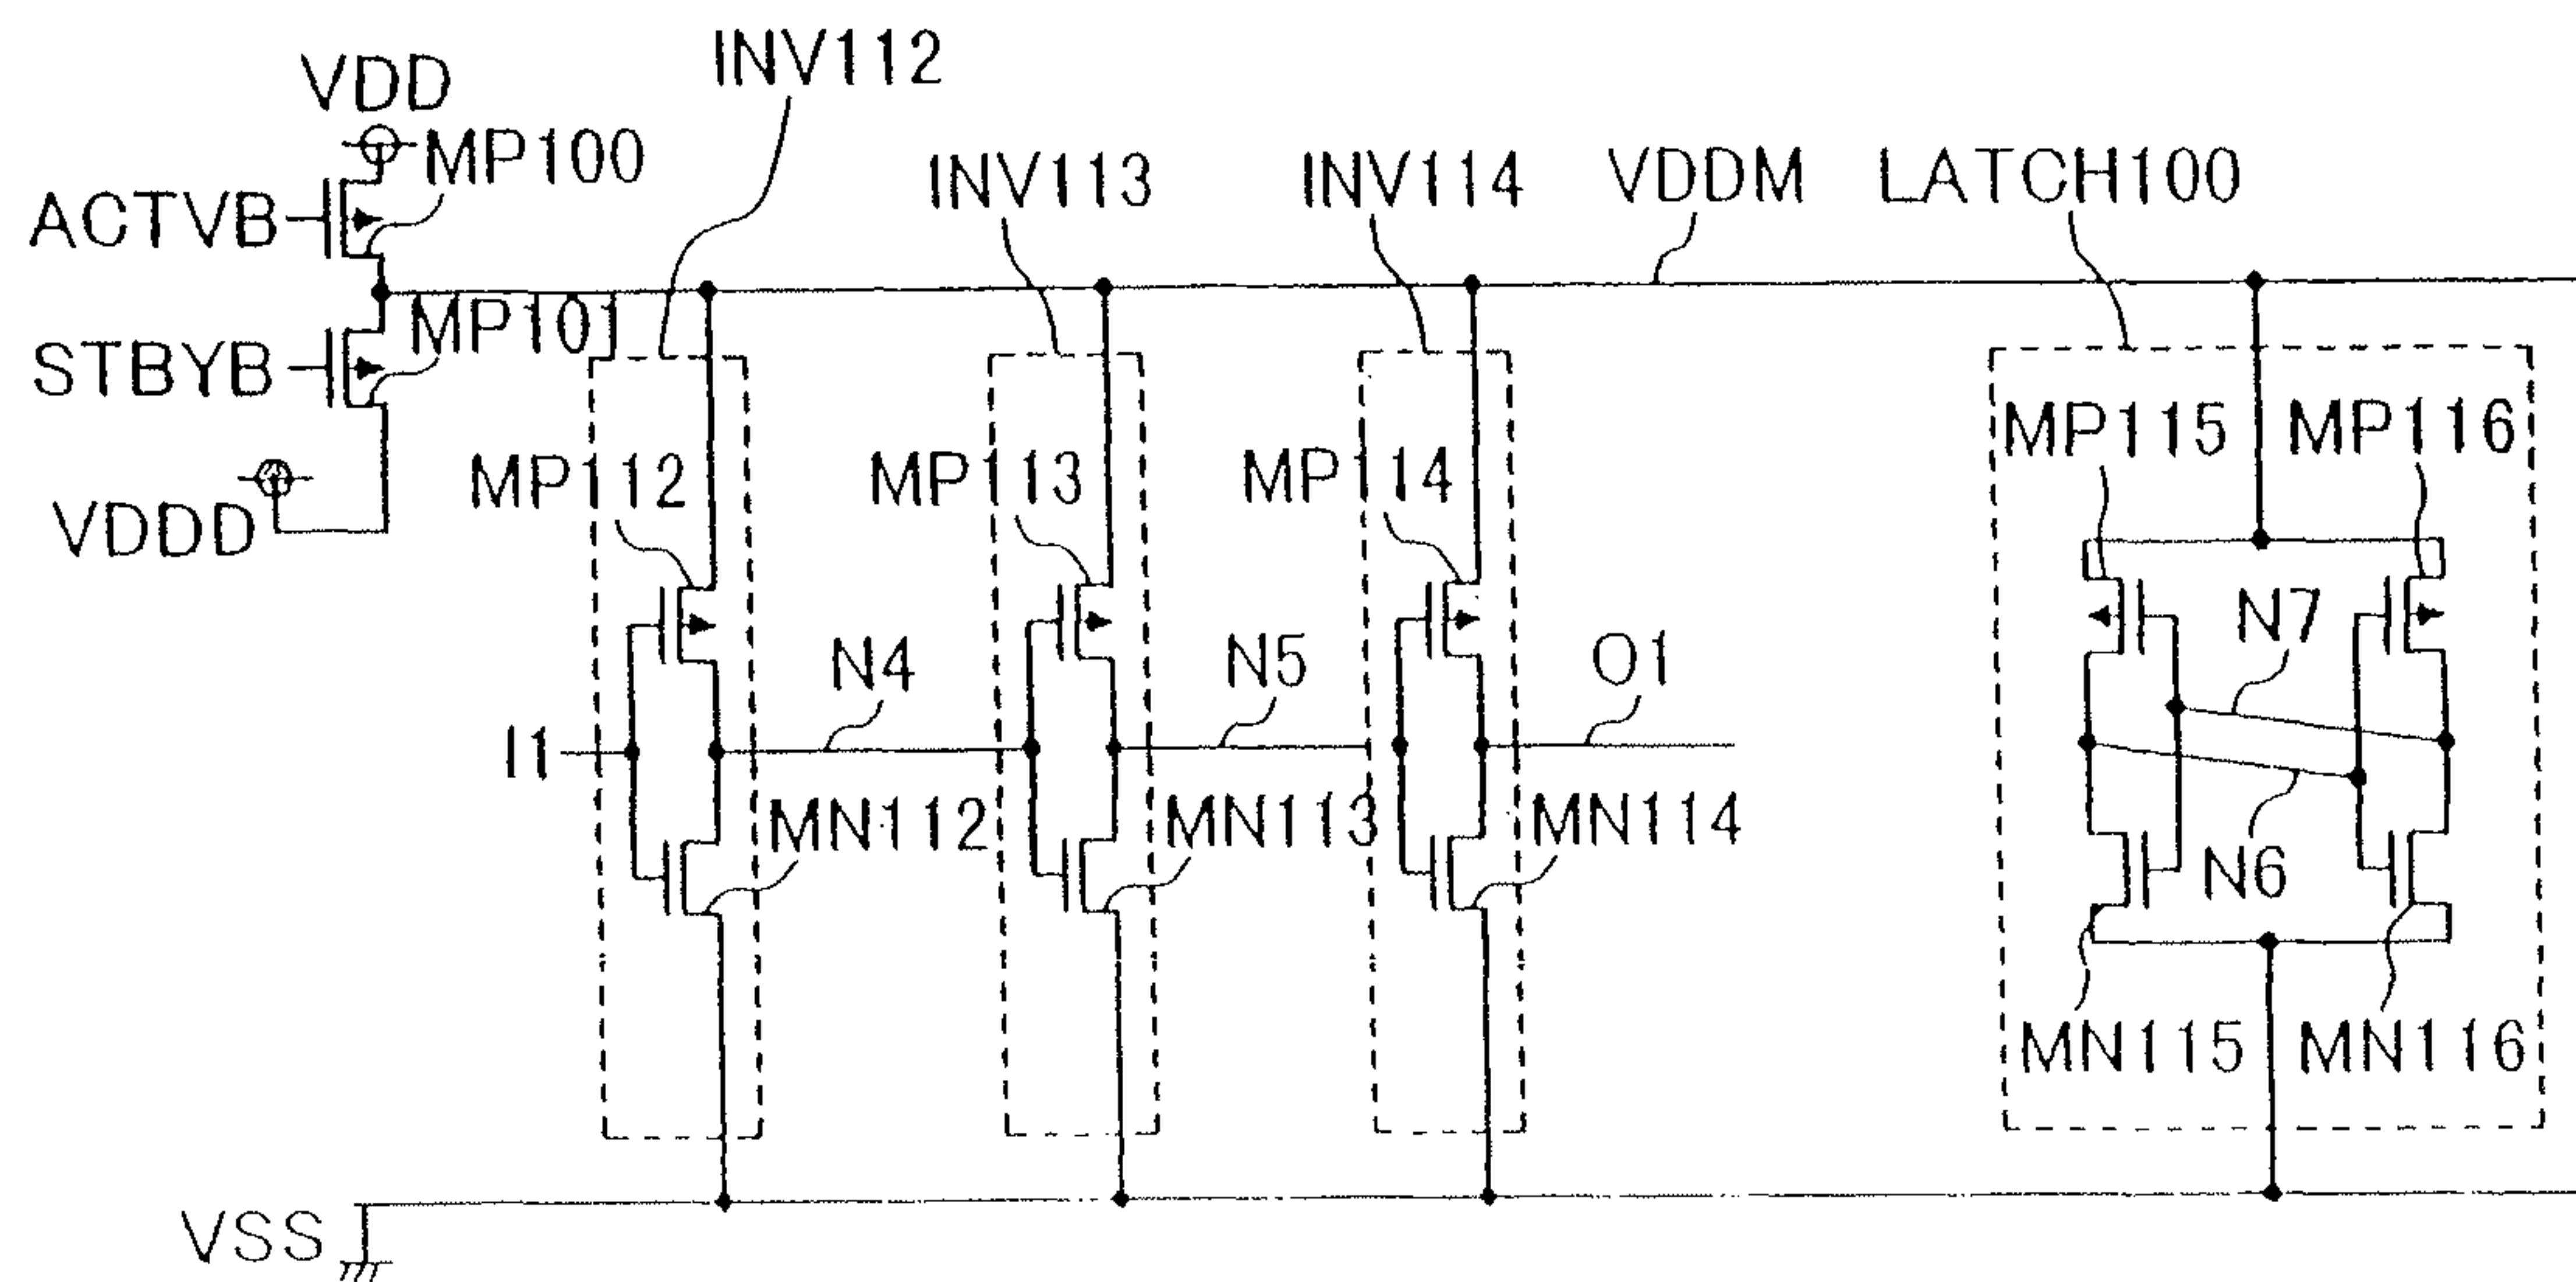 INV112
VDD
MP100
INV113
INV114
VDDM
LATCH100
ACTVB
MP101
STBYB
MP115
MP116
MP112
MP113
MP114
VDDD
N7
N4
N5
O1
I1
MN112
MN113
MN114
N6
MN115
MN116
VSS